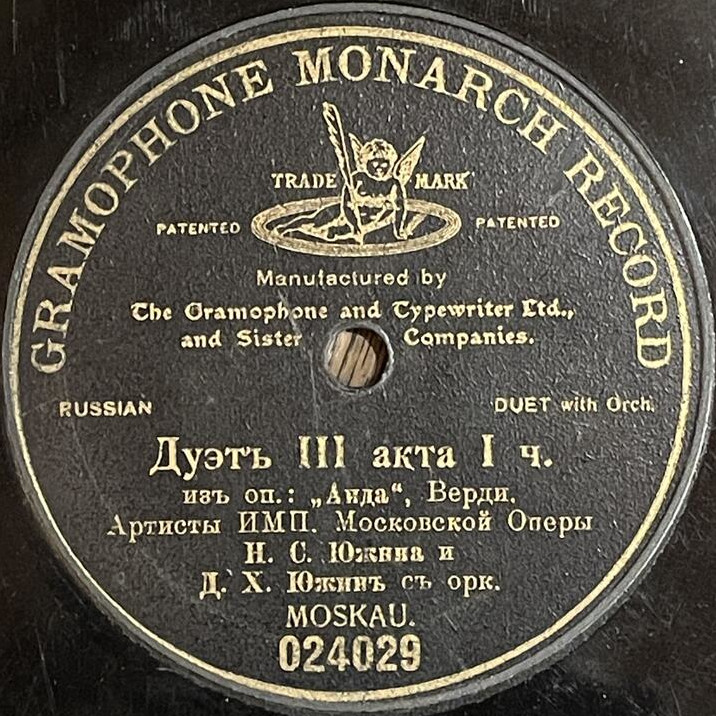 GRAMOPHONE MONARCH RECORD
TRADE MARK
PATENTED PATENTED
Manufactured by
The Gramophone and Typewriter Ltd.,
and Sister Companies.
RUSSIAN DUET with Orch.
Дуэтъ III акта I ч.
изъ оп.: „Аида“, Верди.
Артисты ИМП. Московской Оперы
Н. С. Южина и
Д. Х. Южинъ съ орк.
MOSKAU.
024029